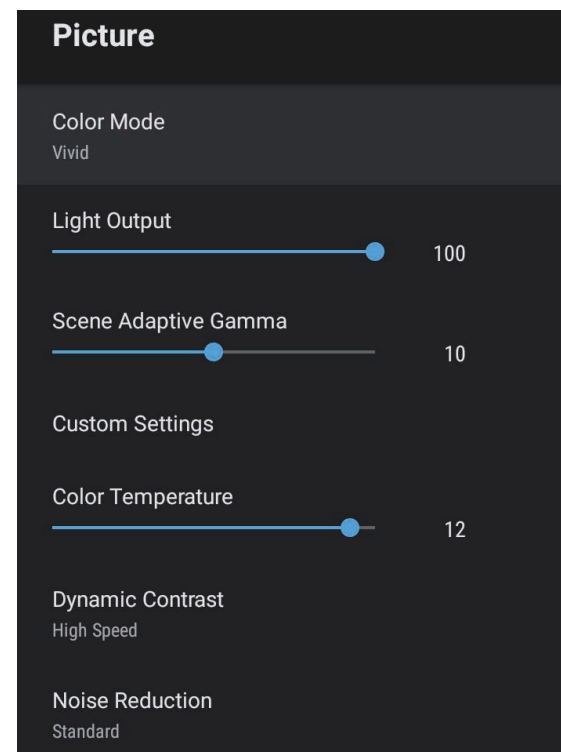 Picture
Color Mode
Vivid
Light Output
100
Scene Adaptive Gamma
10
Custom Settings
Color Temperature
12
Dynamic Contrast
High Speed
Noise Reduction
Standard